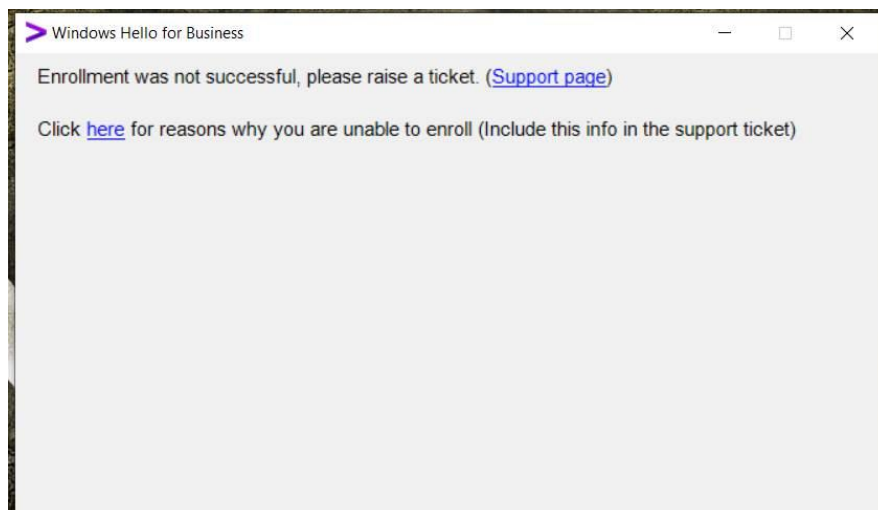 Windows Hello for Business
Enrollment was not successful, please raise a ticket. (Support page)
Click here for reasons why you are unable to enroll (Include this info in the support ticket)